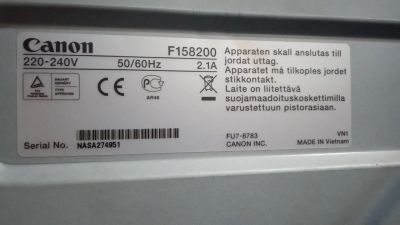 Canon F158200
220-240V 50/60Hz 2.1A
Apparaten skall anslutas till
jordat uttag.
Apparatet må tilkoples jordet
stikkontakt.
Laite on liitettävä
suojamaadoituskoskettimilla
varustettuun pistorasiaan.
AR46
Serial No. NASA274951
FU7-8783 VN1
CANON INC. MADE IN Vietnam